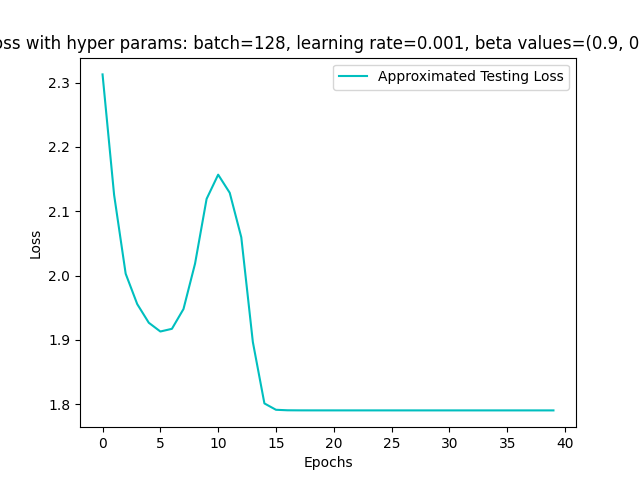 oss with hyper params: batch=128, learning rate=0.001, beta values=(0.9, 0
Approximated Testing Loss
2.3
2.2
2.1
2.0
1.9
1.8
Loss
0 5 10 15 20 25 30 35 40
Epochs